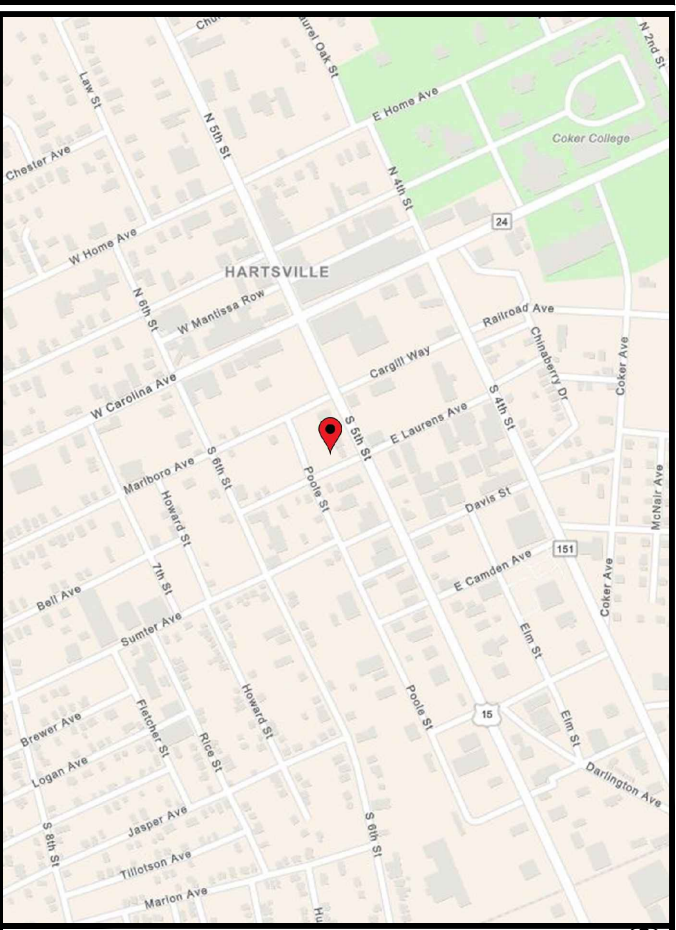 N 2nd St
Law St
E Home Ave
N 5th St
Coker College
Chester Ave
N 4th St
24
W Home Ave
HARTSVILLE
N 6th St
W Mantissa Row
Railroad Ave
Chinaberry Dr
Cargill Way
Coker Ave
W Carolina Ave
S 4th St
S 5th St
E Laurens Ave
Marlboro Ave
S 6th St
Poole St
McNair Ave
Howard St
Davis St
151
7th St
E Camden Ave
Bell Ave
Coker Ave
Sumter Ave
Elm St
Howard St
Poole St
15
Brewer Ave
Fletcher St
Rice St
Elm St
Logan Ave
Darlington Ave
Jasper Ave
S 6th St
S 8th St
Tillotson Ave
Marion Ave